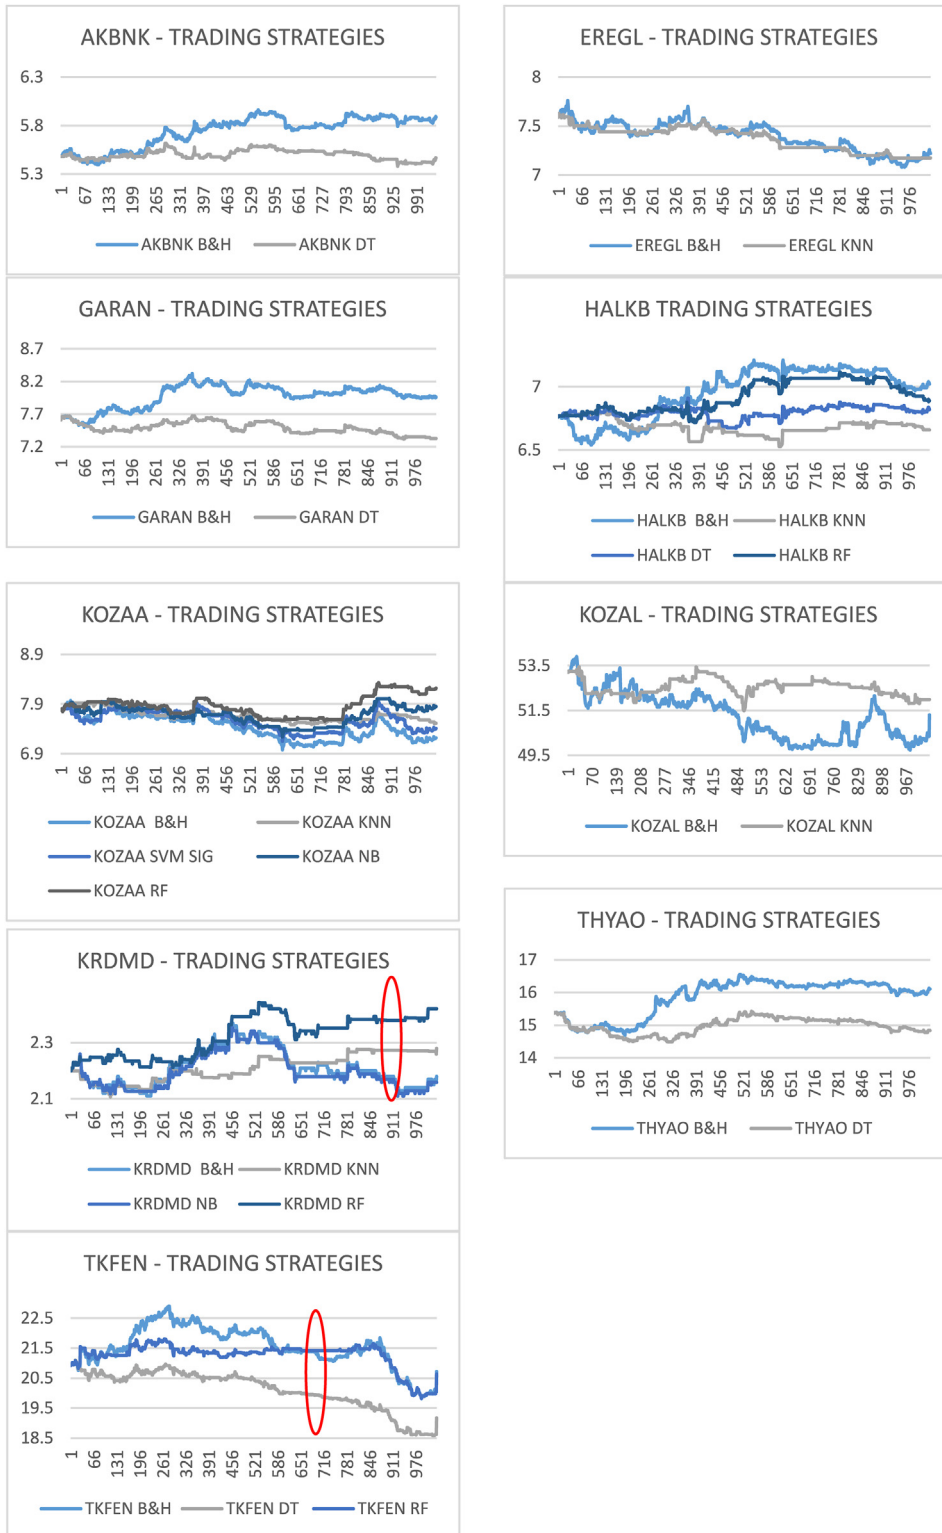 AKBNK - TRADING STRATEGIES
6.3
5.8
5.3
1 67 133 199 265 331 397 463 529 595 661 727 793 859 925 991
AKBNK B&H AKBNK DT
EREGL - TRADING STRATEGIES
8
7.5
7
1 66 131 196 261 326 391 456 521 586 651 716 781 846 911 976
EREGL B&H EREGL KNN
GARAN - TRADING STRATEGIES
8.7
8.2
7.7
7.2
1 66 131 196 261 326 391 456 521 586 651 716 781 846 911 976
GARAN B&H GARAN DT
HALKB TRADING STRATEGIES
7
6.5
1 66 131 196 261 326 391 456 521 586 651 716 781 846 911 976
HALKB B&H HALKB KNN
HALKB DT HALKB RF
KOZAA - TRADING STRATEGIES
8.9
7.9
6.9
1 66 131 196 261 326 391 456 521 586 651 716 781 846 911 976
KOZAA B&H KOZAA KNN
KOZAA SVM SIG KOZAA NB
KOZAA RF
KOZAL - TRADING STRATEGIES
53.5
51.5
49.5
1 70 139 208 277 346 415 484 553 622 691 760 829 898 967
KOZAL B&H KOZAL KNN
KRDMD - TRADING STRATEGIES
2.3
2.1
1 66 131 196 261 326 391 456 521 586 651 716 781 846 911 976
KRDMD B&H KRDMD KNN
KRDMD NB KRDMD RF
THYAO - TRADING STRATEGIES
17
16
15
14
1 66 131 196 261 326 391 456 521 586 651 716 781 846 911 976
THYAO B&H THYAO DT
TKFEN - TRADING STRATEGIES
22.5
21.5
20.5
19.5
18.5
1 66 131 196 261 326 391 456 521 586 651 716 781 846 911 976
TKFEN B&H TKFEN DT TKFEN RF